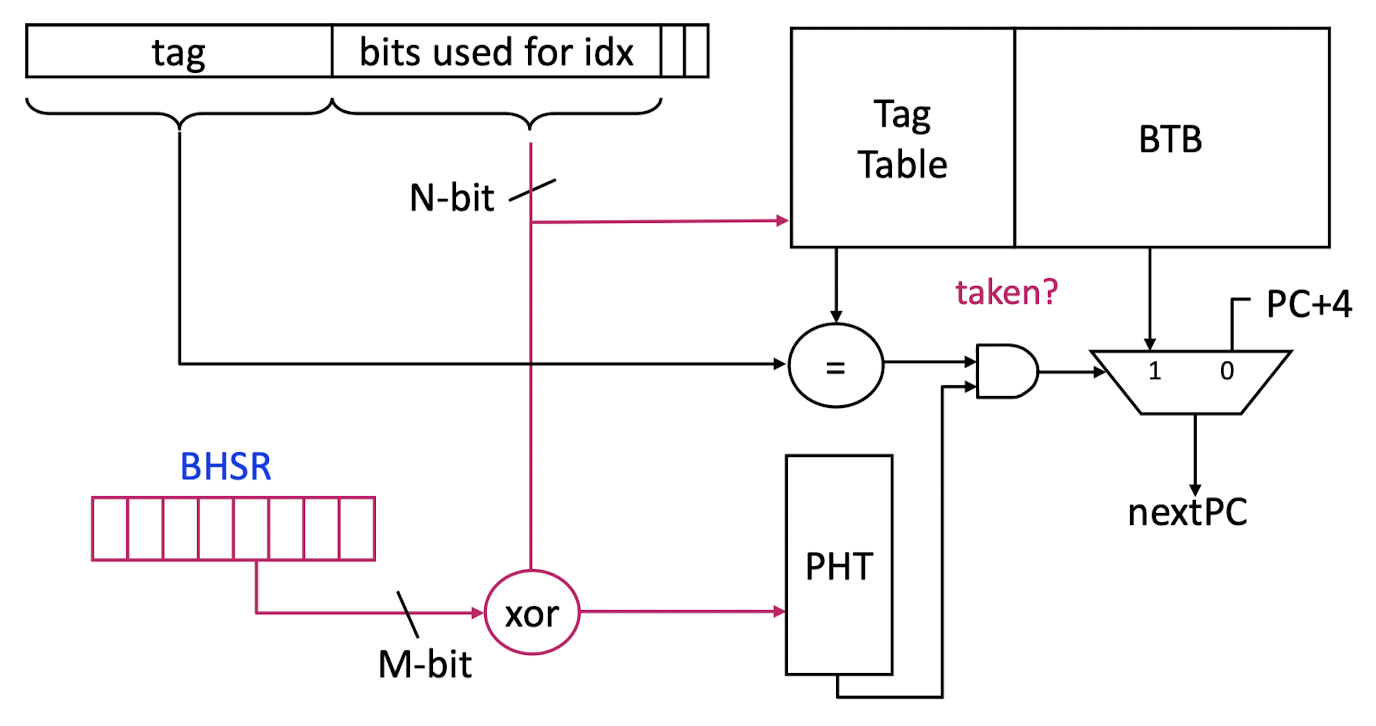 tag
bits used for idx
Tag
Table
BTB
N-bit
taken?
PC+4
=
1
0
BHSR
nextPC
PHT
xor
M-bit